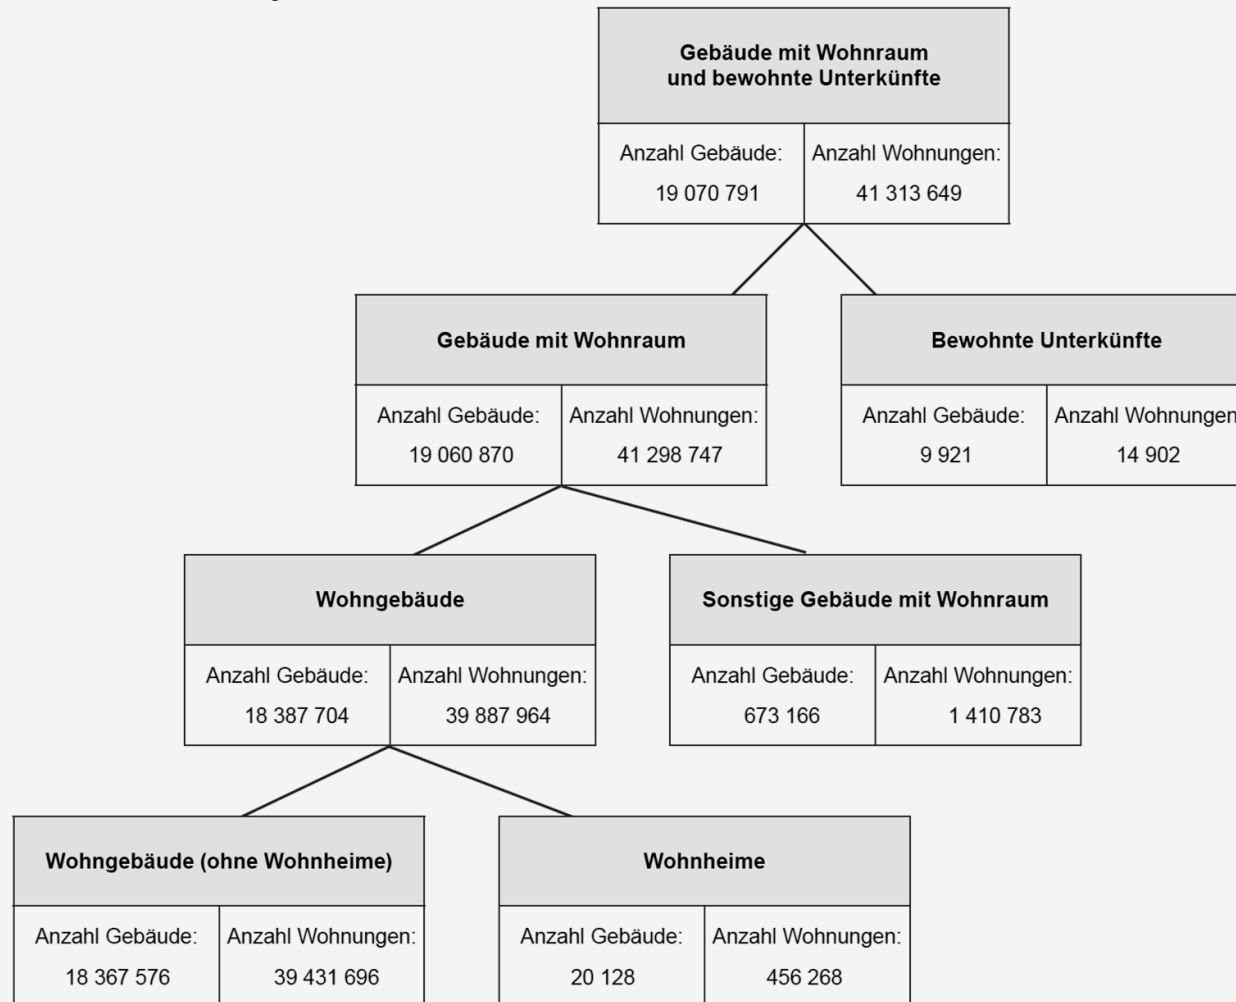 Gebäude mit Wohnraum
und bewohnte Unterkünfte
Anzahl Gebäude: Anzahl Wohnungen:
19 070 791 41 313 649
Gebäude mit Wohnraum
Bewohnte Unterkünfte
Anzahl Gebäude: Anzahl Wohnungen:
19 060 870 41 298 747
Anzahl Gebäude: Anzahl Wohnungen
9 921 14 902
Wohngebäude
Sonstige Gebäude mit Wohnraum
Anzahl Gebäude: Anzahl Wohnungen:
18 387 704 39 887 964
Anzahl Gebäude: Anzahl Wohnungen:
673 166 1 410 783
Wohngebäude (ohne Wohnheime)
Wohnheime
Anzahl Gebäude: Anzahl Wohnungen:
18 367 576 39 431 696
Anzahl Gebäude: Anzahl Wohnungen:
20 128 456 268